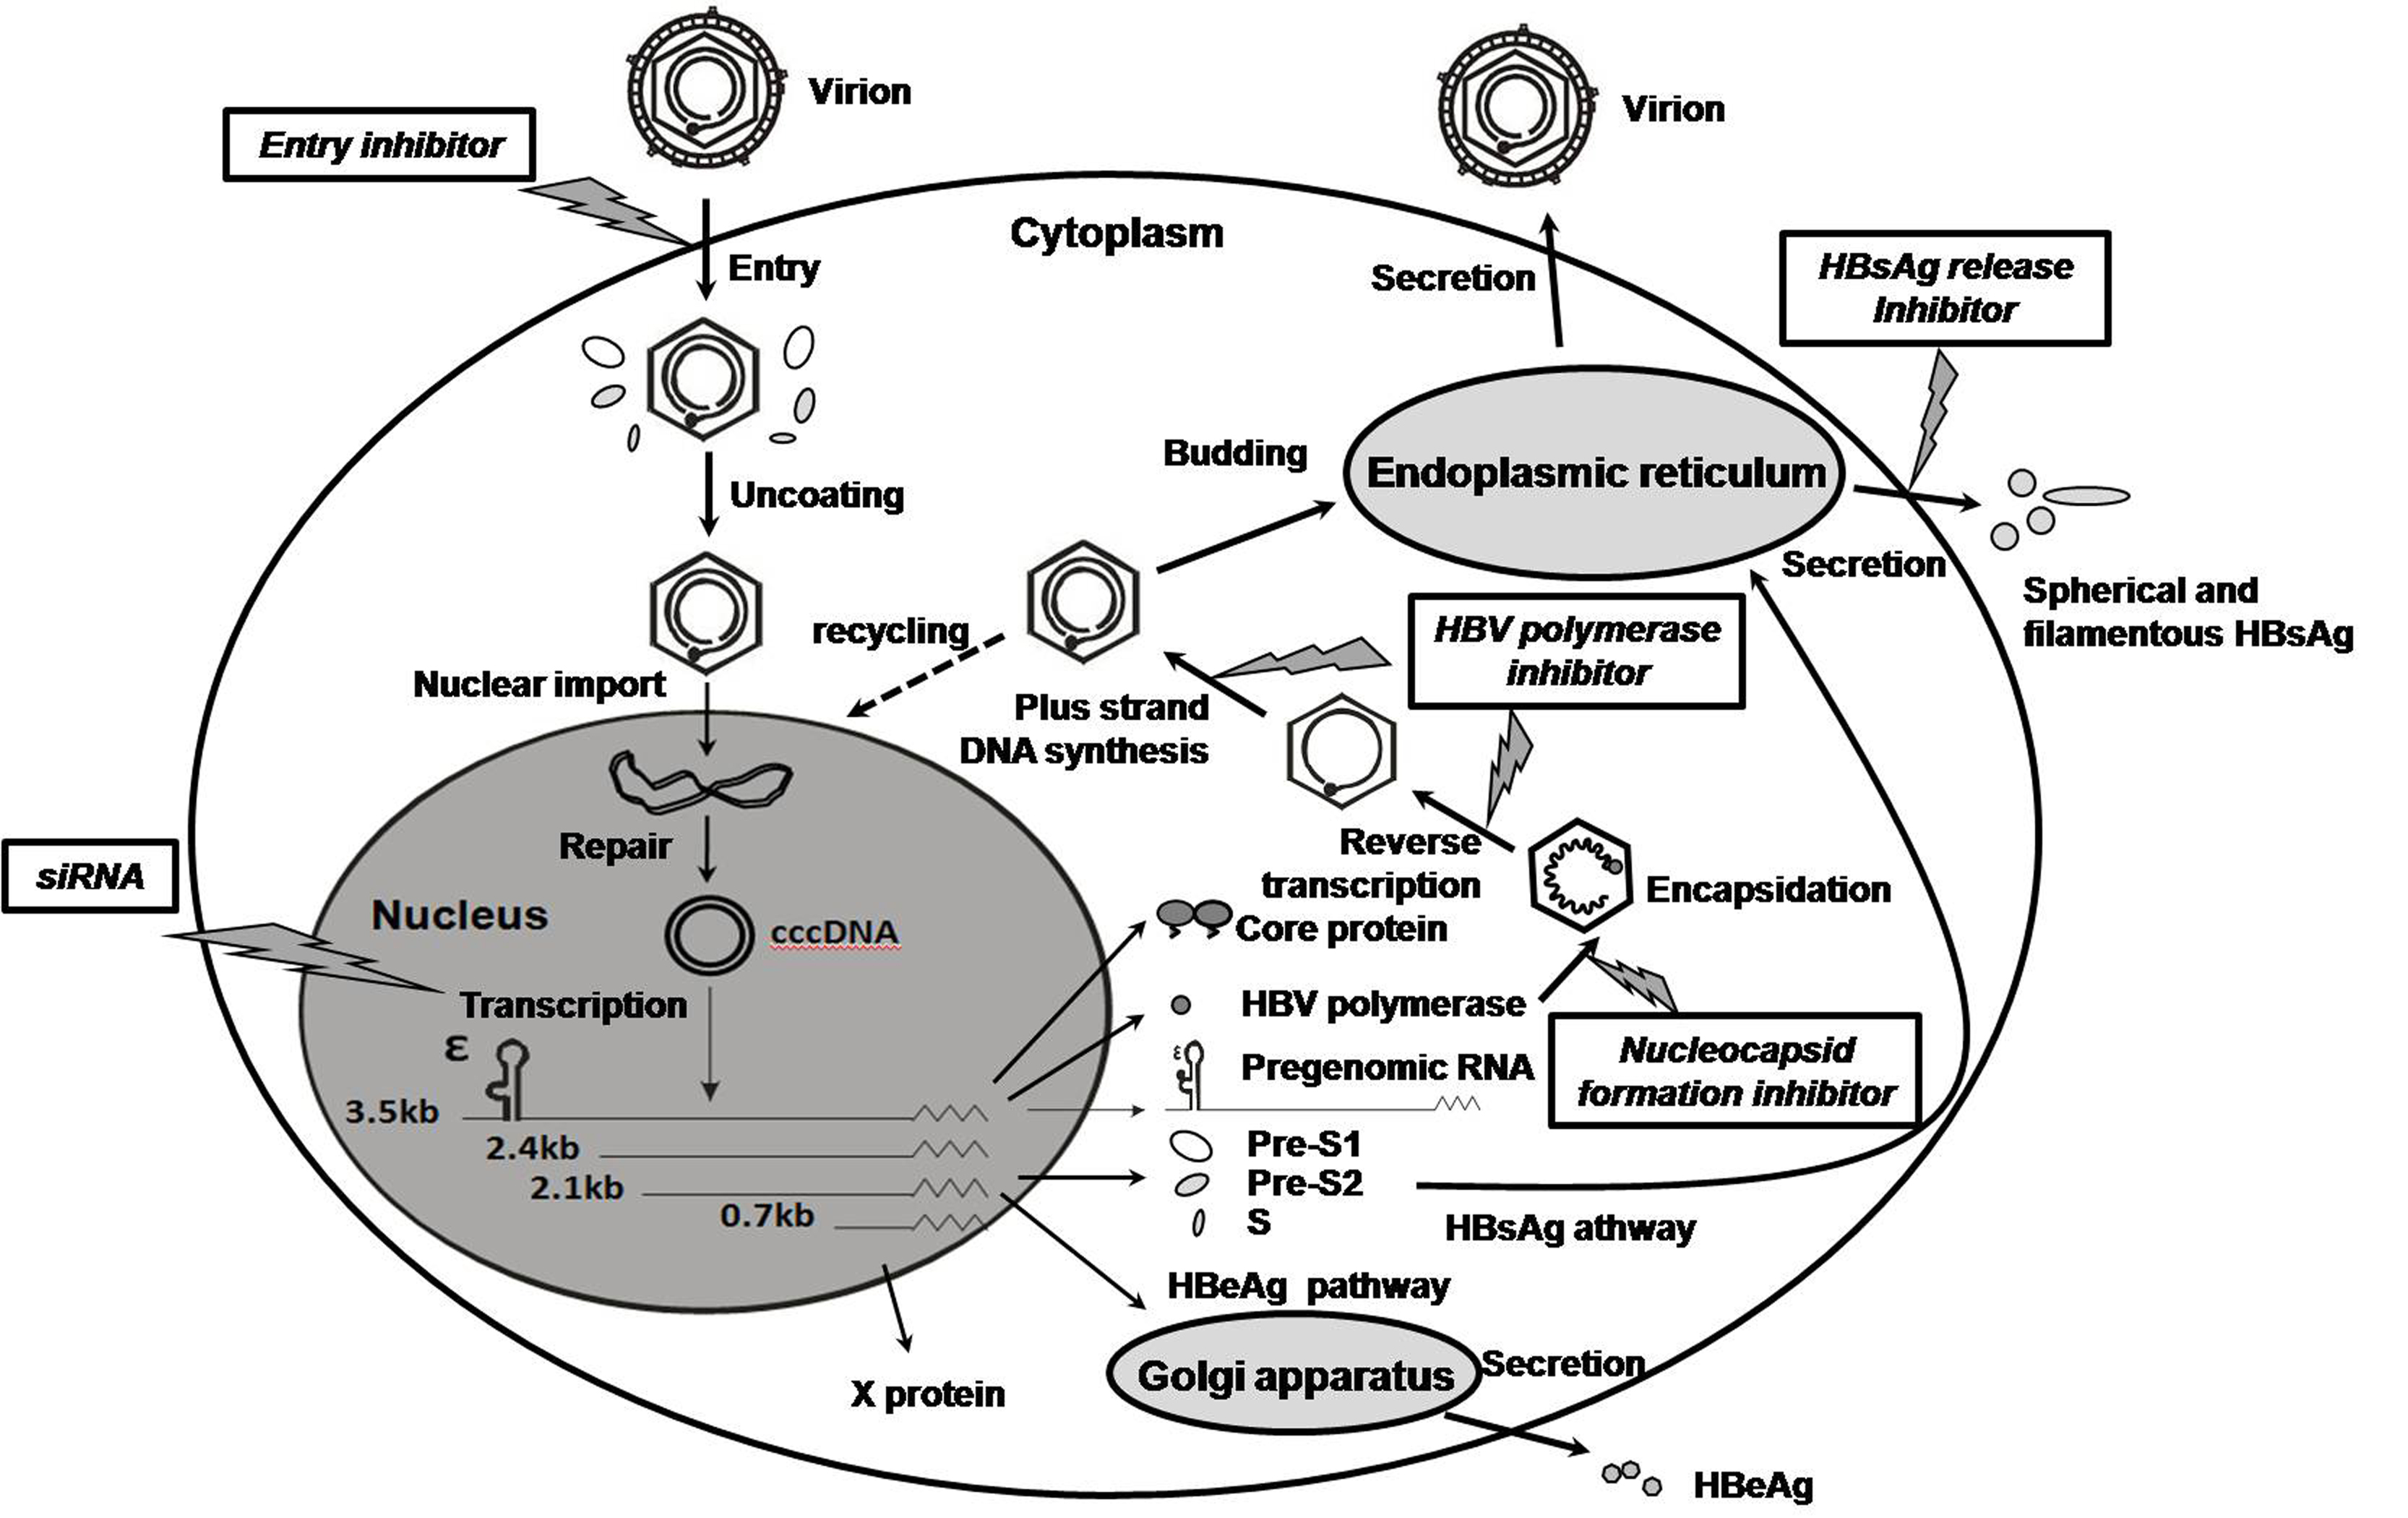 Virion
Virion
Entry inhibitor
Cytoplasm
Entry
Secretion
HBsAg release
Inhibitor
Budding
Endoplasmic reticulum
Uncoating
Secretion
Spherical and
filamentous HBsAg
recycling
HBV polymerase
inhibitor
Nuclear import
Plus strand
DNA synthesis
Repair
Reverse
transcription
Encapsidation
siRNA
Nucleus
cccDNA
Core protein
Transcription
HBV polymerase
ε
ε
Pregenomic RNA
Nucleocapsid
formation inhibitor
3.5kb
2.4kb
2.1kb
0.7kb
Pre-S1
Pre-S2
S
HBsAg athway
HBeAg pathway
Golgi apparatus
Secretion
X protein
HBeAg